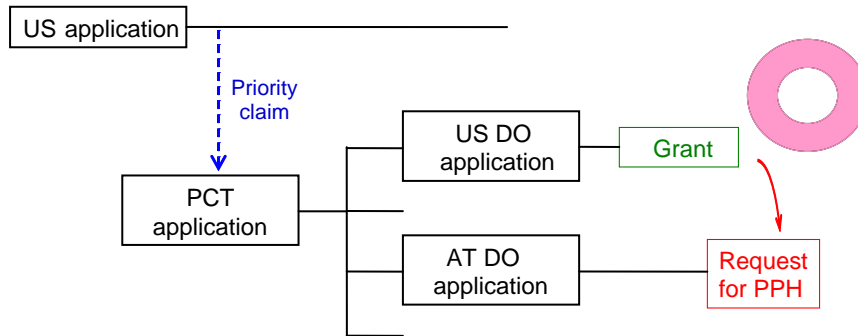 US application
Priority
claim
US DO
application
Grant
PCT
application
AT DO
application
Request
for PPH